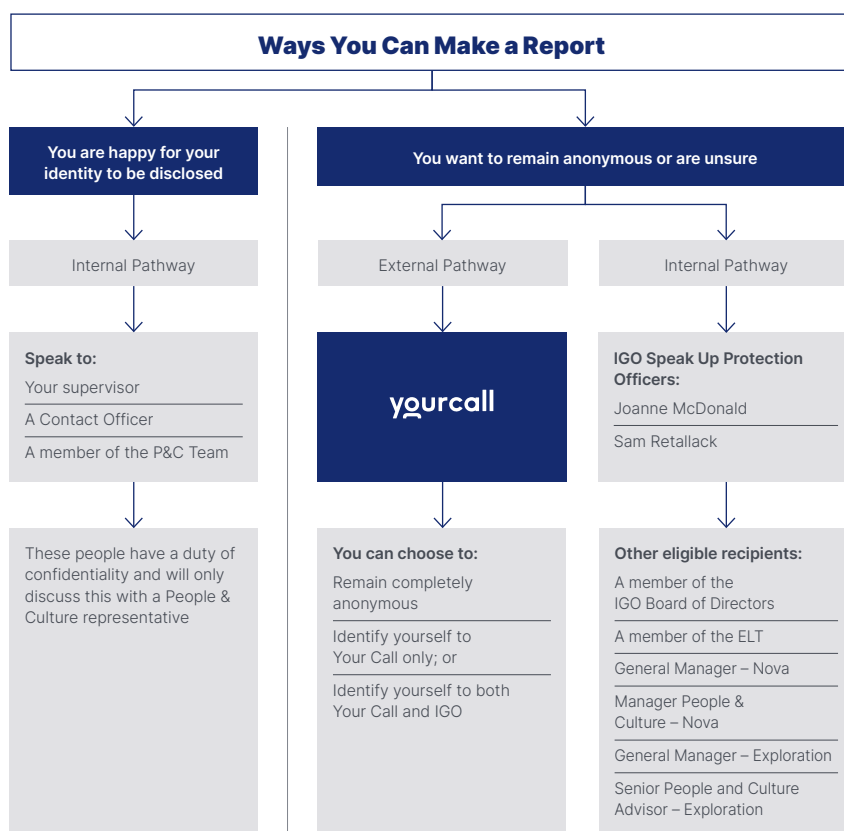 Ways You Can Make a Report
You are happy for your
identity to be disclosed
Internal Pathway
Speak to:
Your supervisor
A Contact Officer
A member of the P&C Team
These people have a duty of
confidentiality and will only
discuss this with a People &
Culture representative
You want to remain anonymous or are unsure
External Pathway
yourcall
You can choose to:
Remain completely
anonymous
Identify yourself to
Your Call only; or
Identify yourself to both
Your Call and IGO
Internal Pathway
IGO Speak Up Protection
Officers:
Joanne McDonald
Sam Retallack
Other eligible recipients:
A member of the
IGO Board of Directors
A member of the ELT
General Manager – Nova
Manager People &
Culture – Nova
General Manager – Exploration
Senior People and Culture
Advisor – Exploration